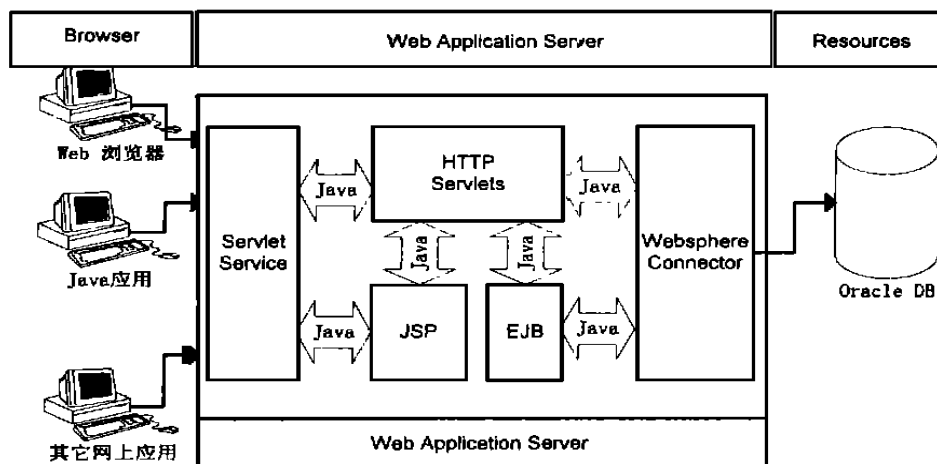 Browser
Web Application Server
Resources
Web 浏览器
Java应用
其它网上应用
Servlet
Service
Java
HTTP
Servlets
Java
Java
Java
Java
JSP
EJB
Java
Websphere
Connector
Oracle DB
Web Application Server